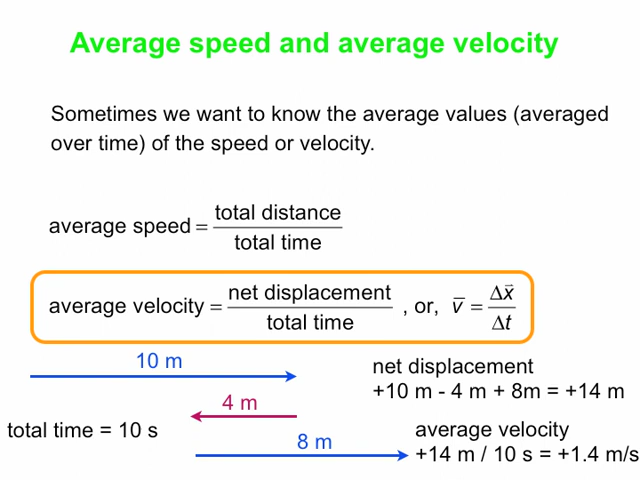 Average speed and average velocity
Sometimes we want to know the average values (averaged
over time) of the speed or velocity.
average speed = total distance / total time
average velocity = net displacement / total time , or, v̅ = Δx⃗ / Δt
10 m
net displacement
+10 m - 4 m + 8m = +14 m
4 m
total time = 10 s
8 m
average velocity
+14 m / 10 s = +1.4 m/s